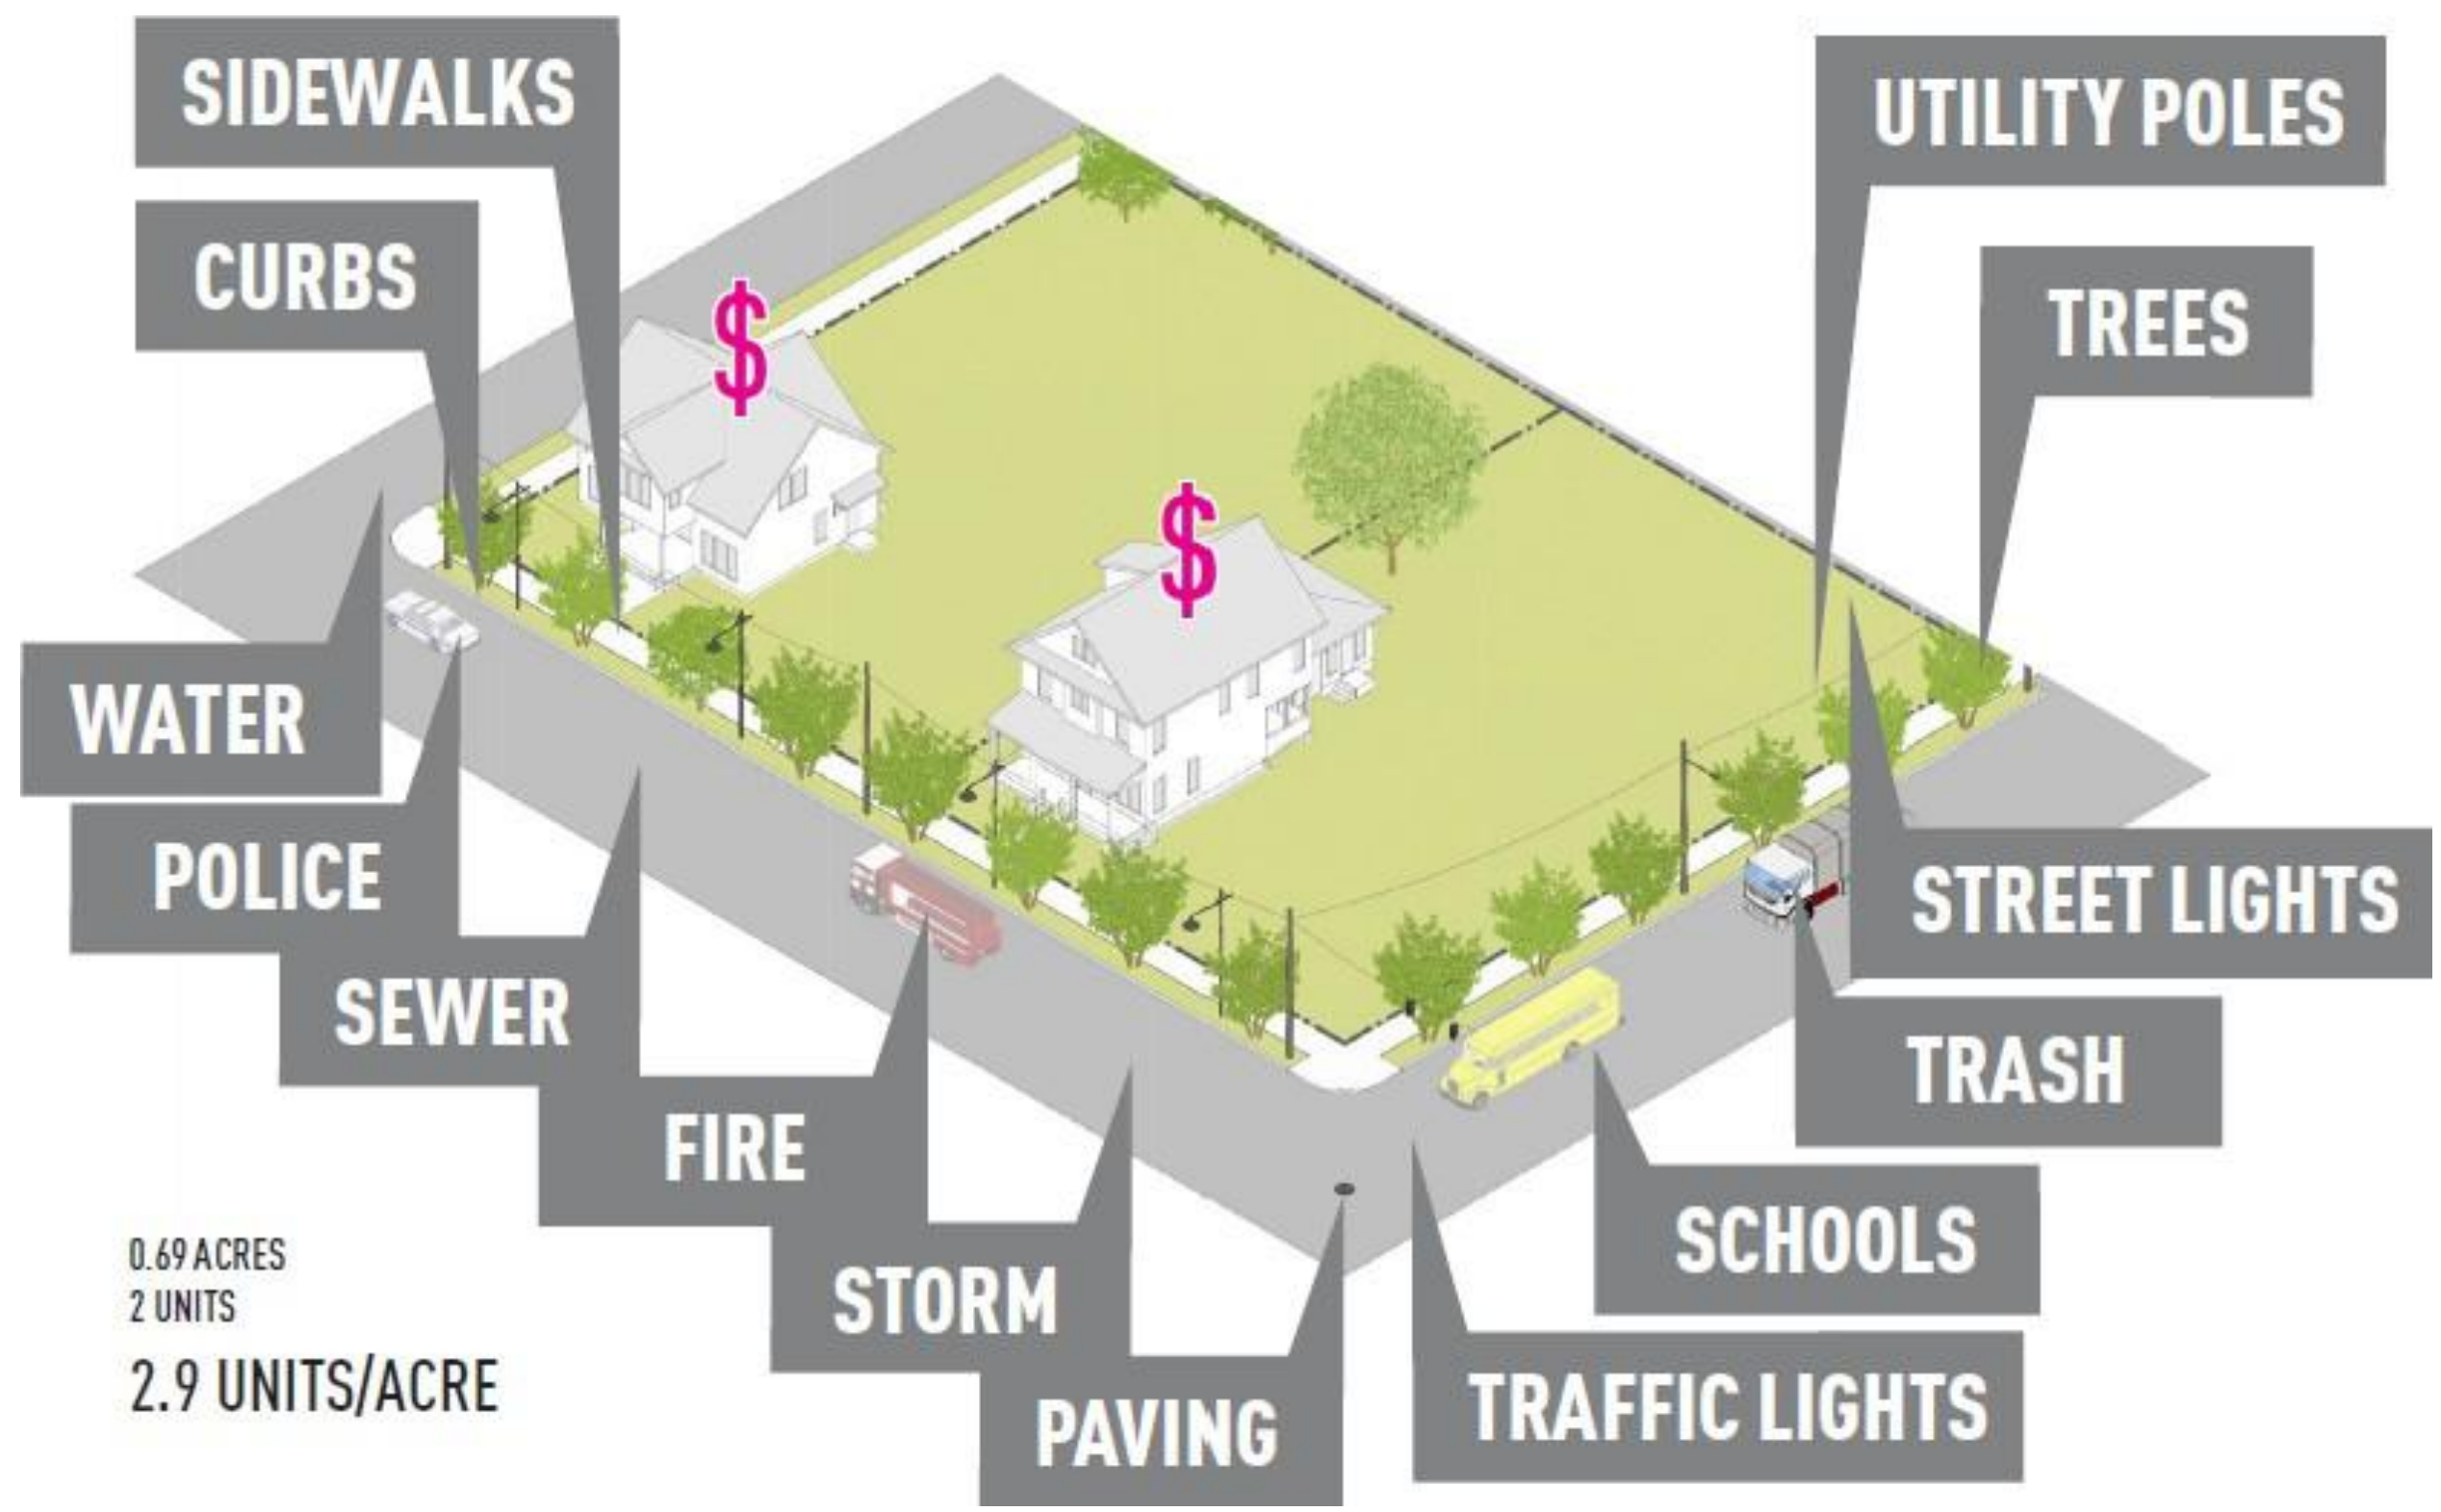 SIDEWALKS
CURBS
UTILITY POLES
TREES
$
$
WATER
POLICE
SEWER
FIRE
STORM
PAVING
STREET LIGHTS
TRASH
SCHOOLS
TRAFFIC LIGHTS
0.69 ACRES
2 UNITS
2.9 UNITS/ACRE